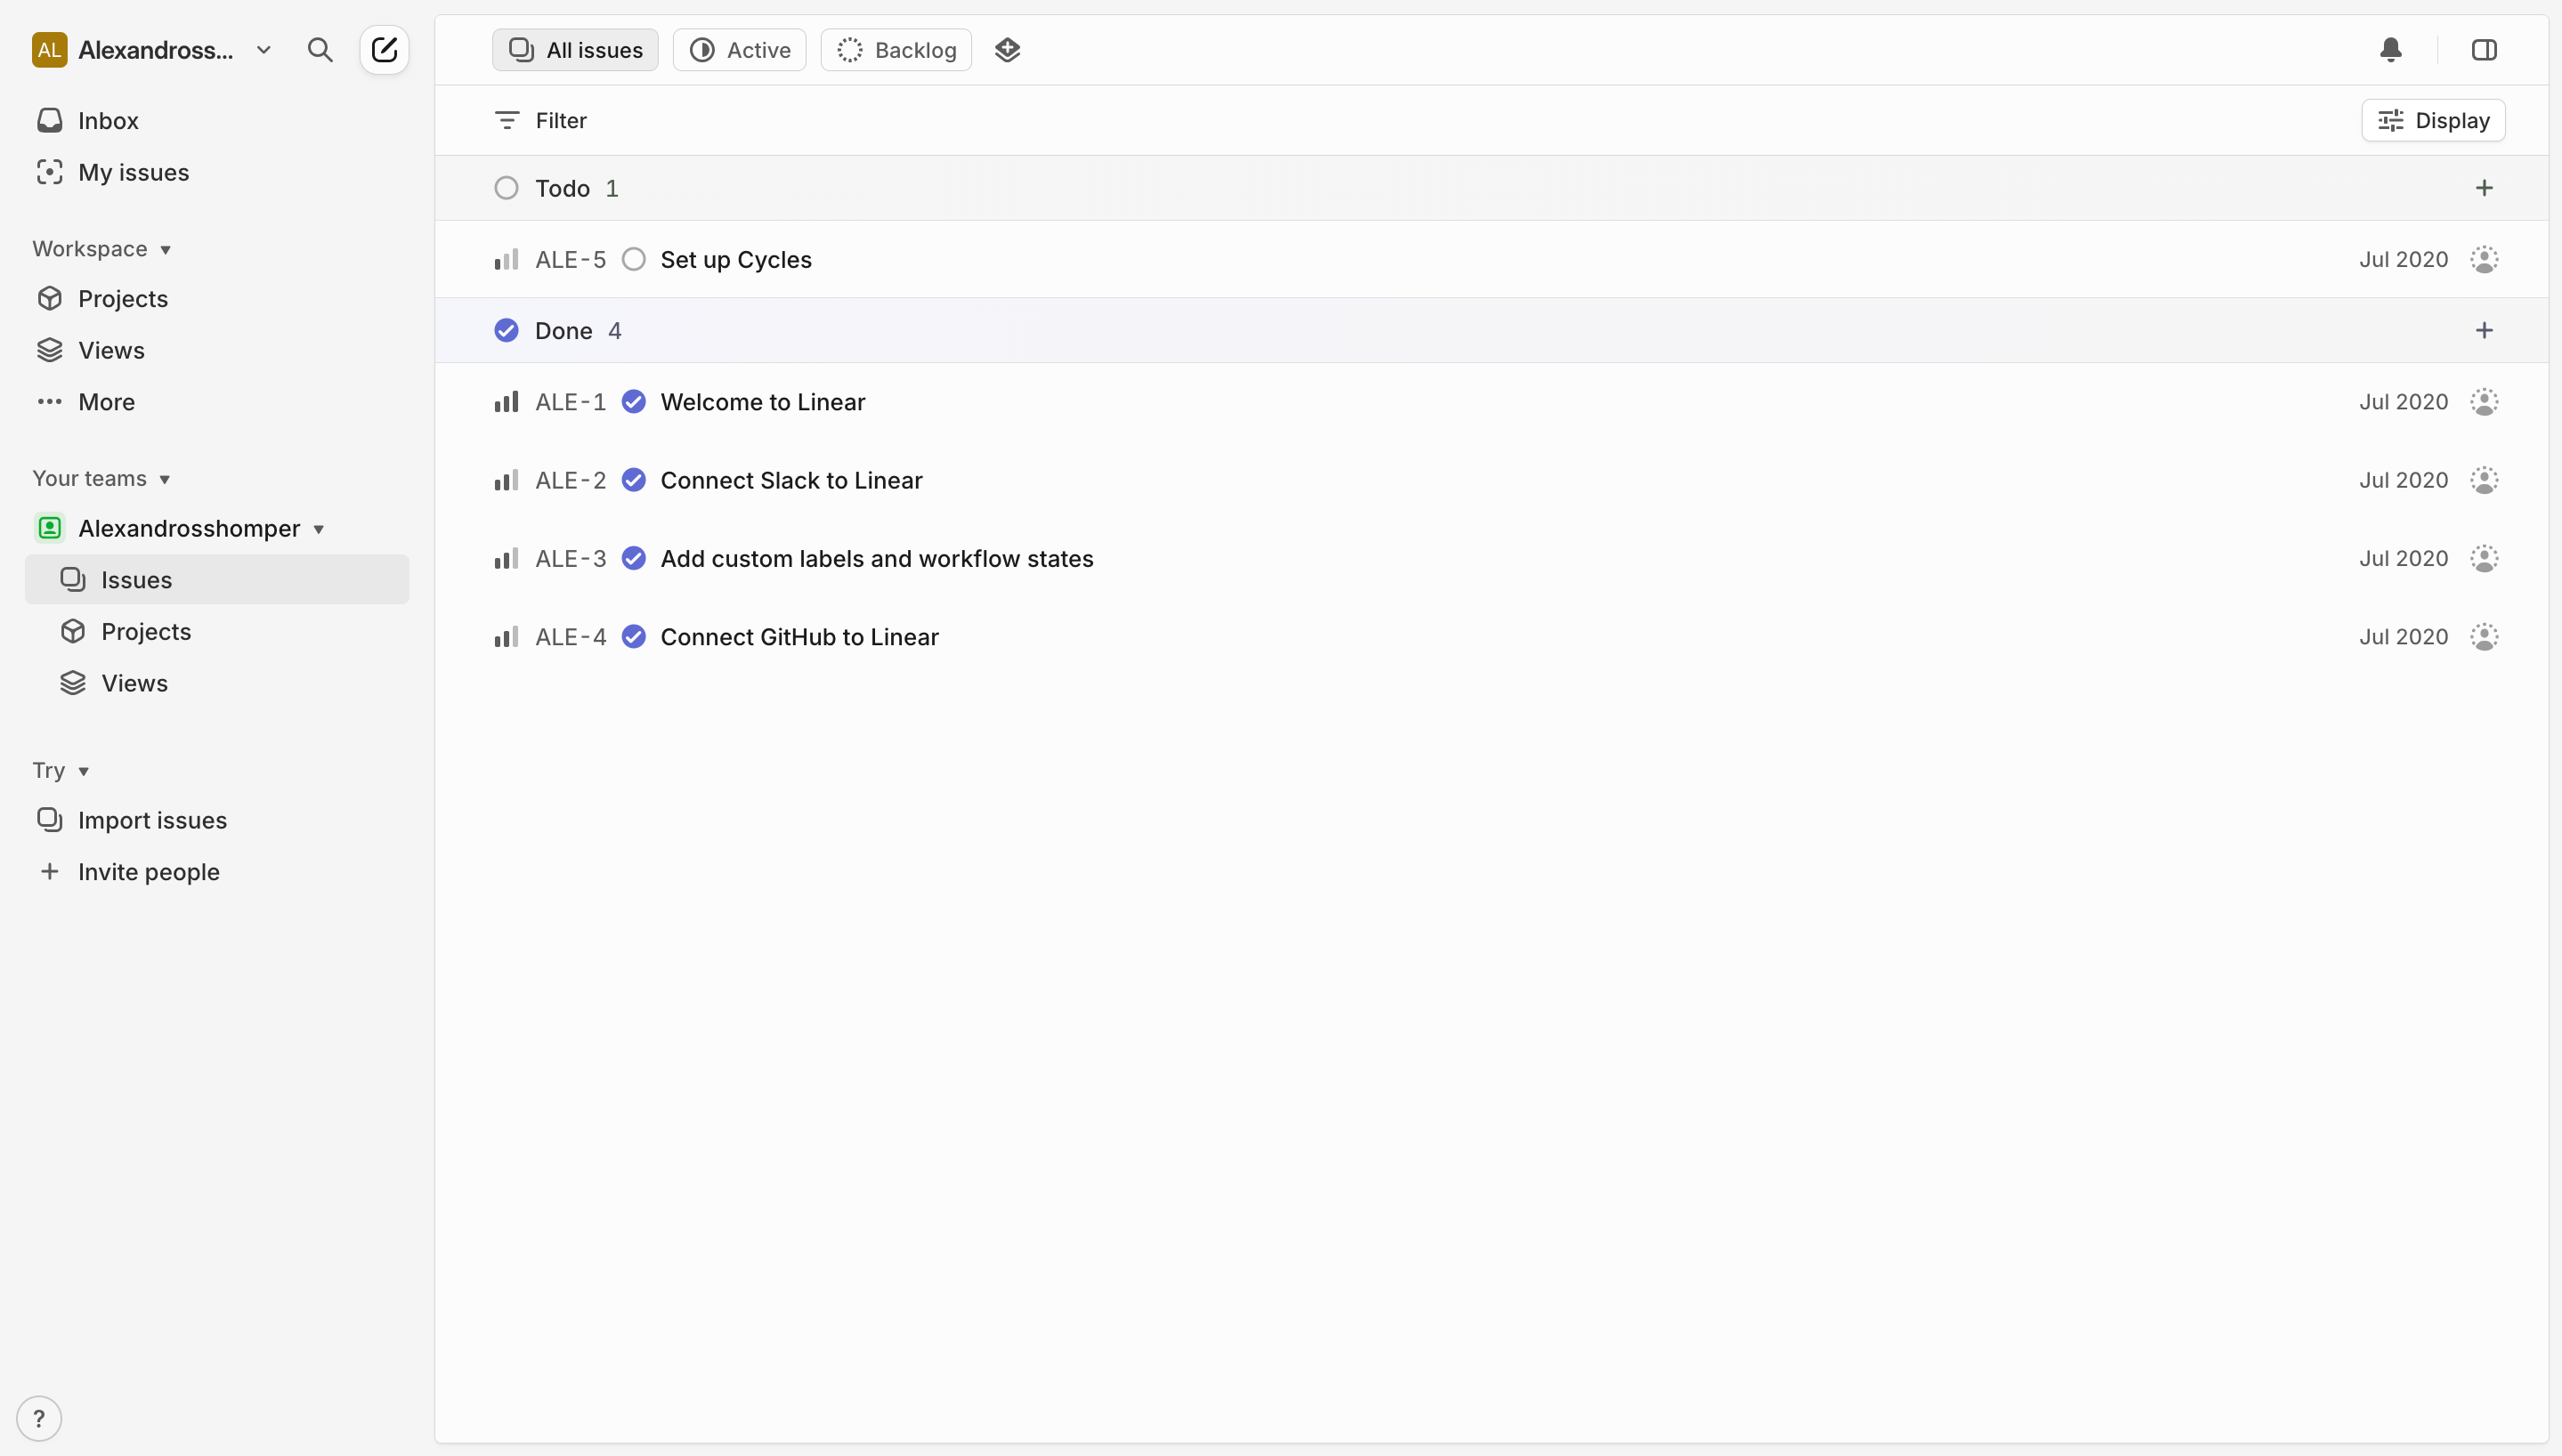 AL Alexandross...
Inbox
My issues
Workspace
Projects
Views
More
Your teams
Alexandrosshomper
Issues
Projects
Views
Try
Import issues
Invite people
?
All issues Active Backlog
Filter Display
Todo 1
ALE-5 Set up Cycles Jul 2020
Done 4
ALE-1 Welcome to Linear Jul 2020
ALE-2 Connect Slack to Linear Jul 2020
ALE-3 Add custom labels and workflow states Jul 2020
ALE-4 Connect GitHub to Linear Jul 2020